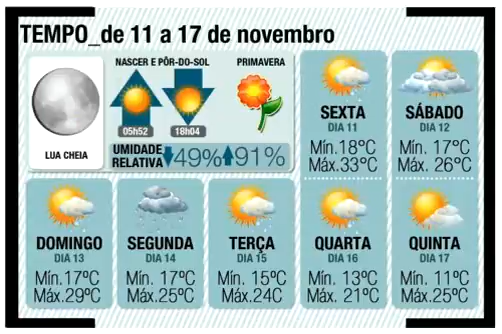 TEMPO_de 11 a 17 de novembro
NASCER E PÔR-DO-SOL
PRIMAVERA
05h52
18h04
LUA CHEIA
UMIDADE
RELATIVA
49% 91%
SEXTA
DIA 11
Mín.18ºC
Máx.33ºC
SÁBADO
DIA 12
Mín. 17ºC
Máx. 26ºC
DOMINGO
DIA 13
Mín.17ºC
Máx.29ºC
SEGUNDA
DIA 14
Mín. 17ºC
Máx.25ºC
TERÇA
DIA 15
Mín. 15ºC
Máx.24C
QUARTA
DIA 16
Mín. 13ºC
Máx. 21ºC
QUINTA
DIA 17
Mín. 11ºC
Máx.25ºC